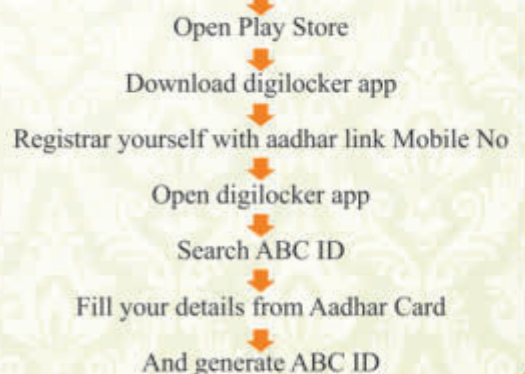 Open Play Store
Download digilocker app
Registrar yourself with aadhar link Mobile No
Open digilocker app
Search ABC ID
Fill your details from Aadhar Card
And generate ABC ID